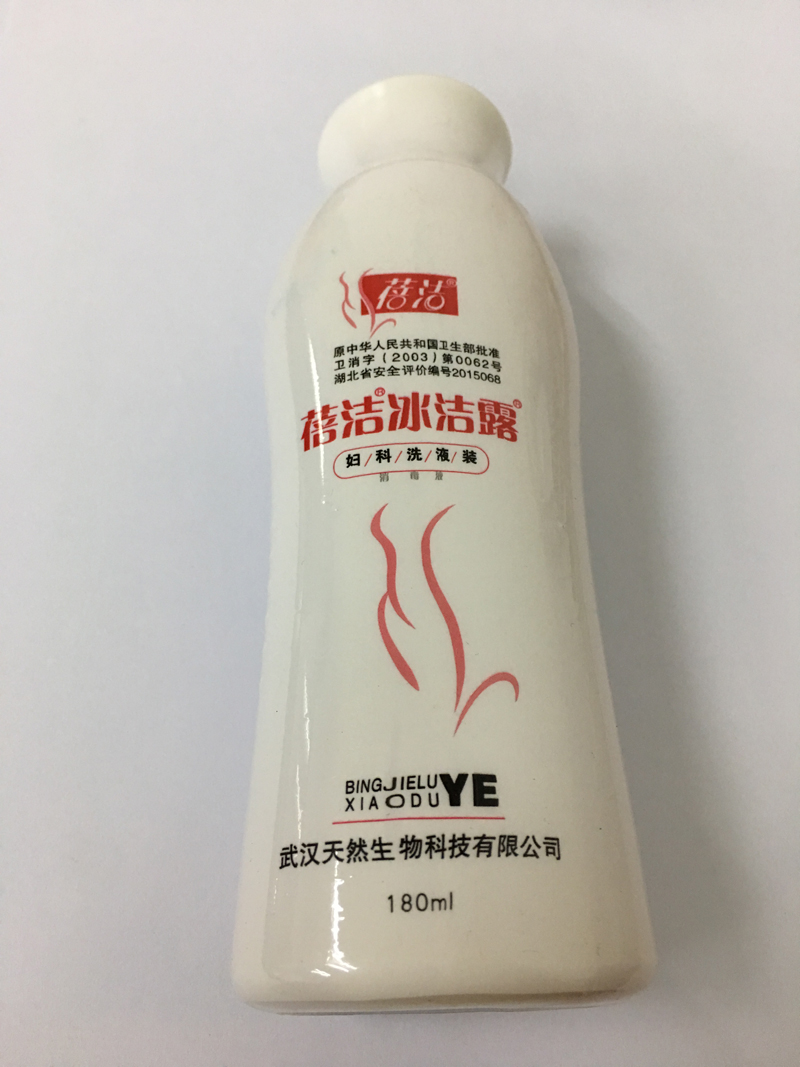 蓓洁®
原中华人民共和国卫生部批准
卫消字(2003)第0062号
湖北省安全评价编号2015068
蓓洁®冰洁露®
妇/科/洗/液/装
消毒液
BINGJIELU
XIAODUYE
武汉天然生物科技有限公司
180ml